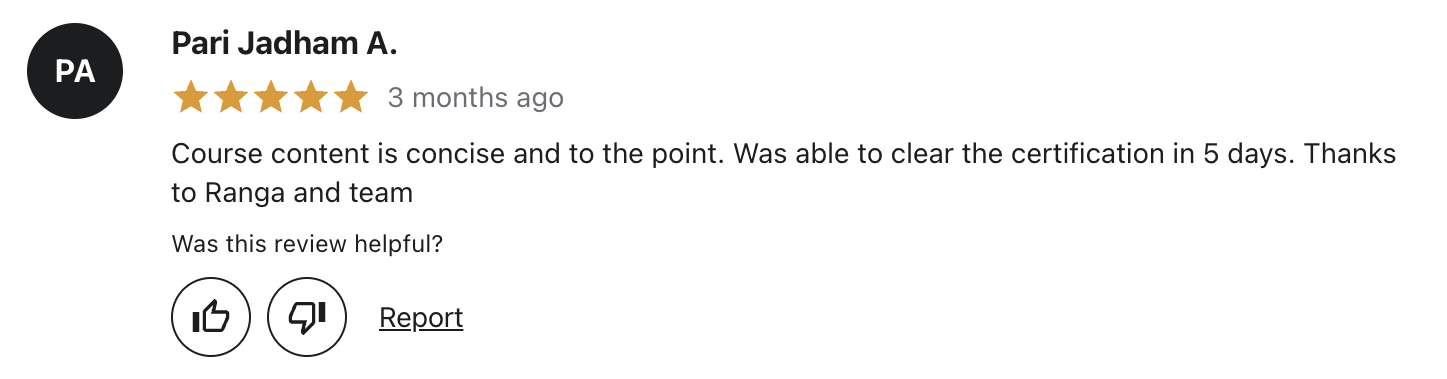 PA
Pari Jadham A.
3 months ago
Course content is concise and to the point. Was able to clear the certification in 5 days. Thanks
to Ranga and team
Was this review helpful?
Report